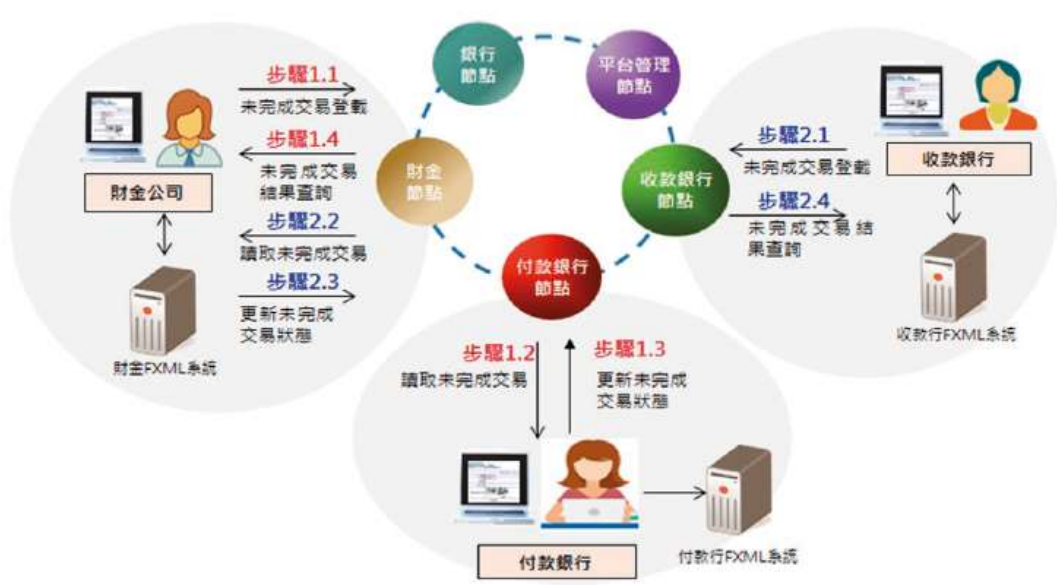 銀行
節點
平台管理
節點
財金
節點
收款銀行
節點
付款銀行
節點
步驟1.1
未完成交易登載
步驟1.4
未完成交易
結果查詢
財金公司
步驟2.2
讀取未完成交易
步驟2.3
更新未完成
交易狀態
財金FXML系統
步驟2.1
未完成交易登載
收款銀行
步驟2.4
未完成交易結
果查詢
收款行FXML系統
步驟1.2
讀取未完成交易
步驟1.3
更新未完成
交易狀態
付款銀行
付款行FXML系統